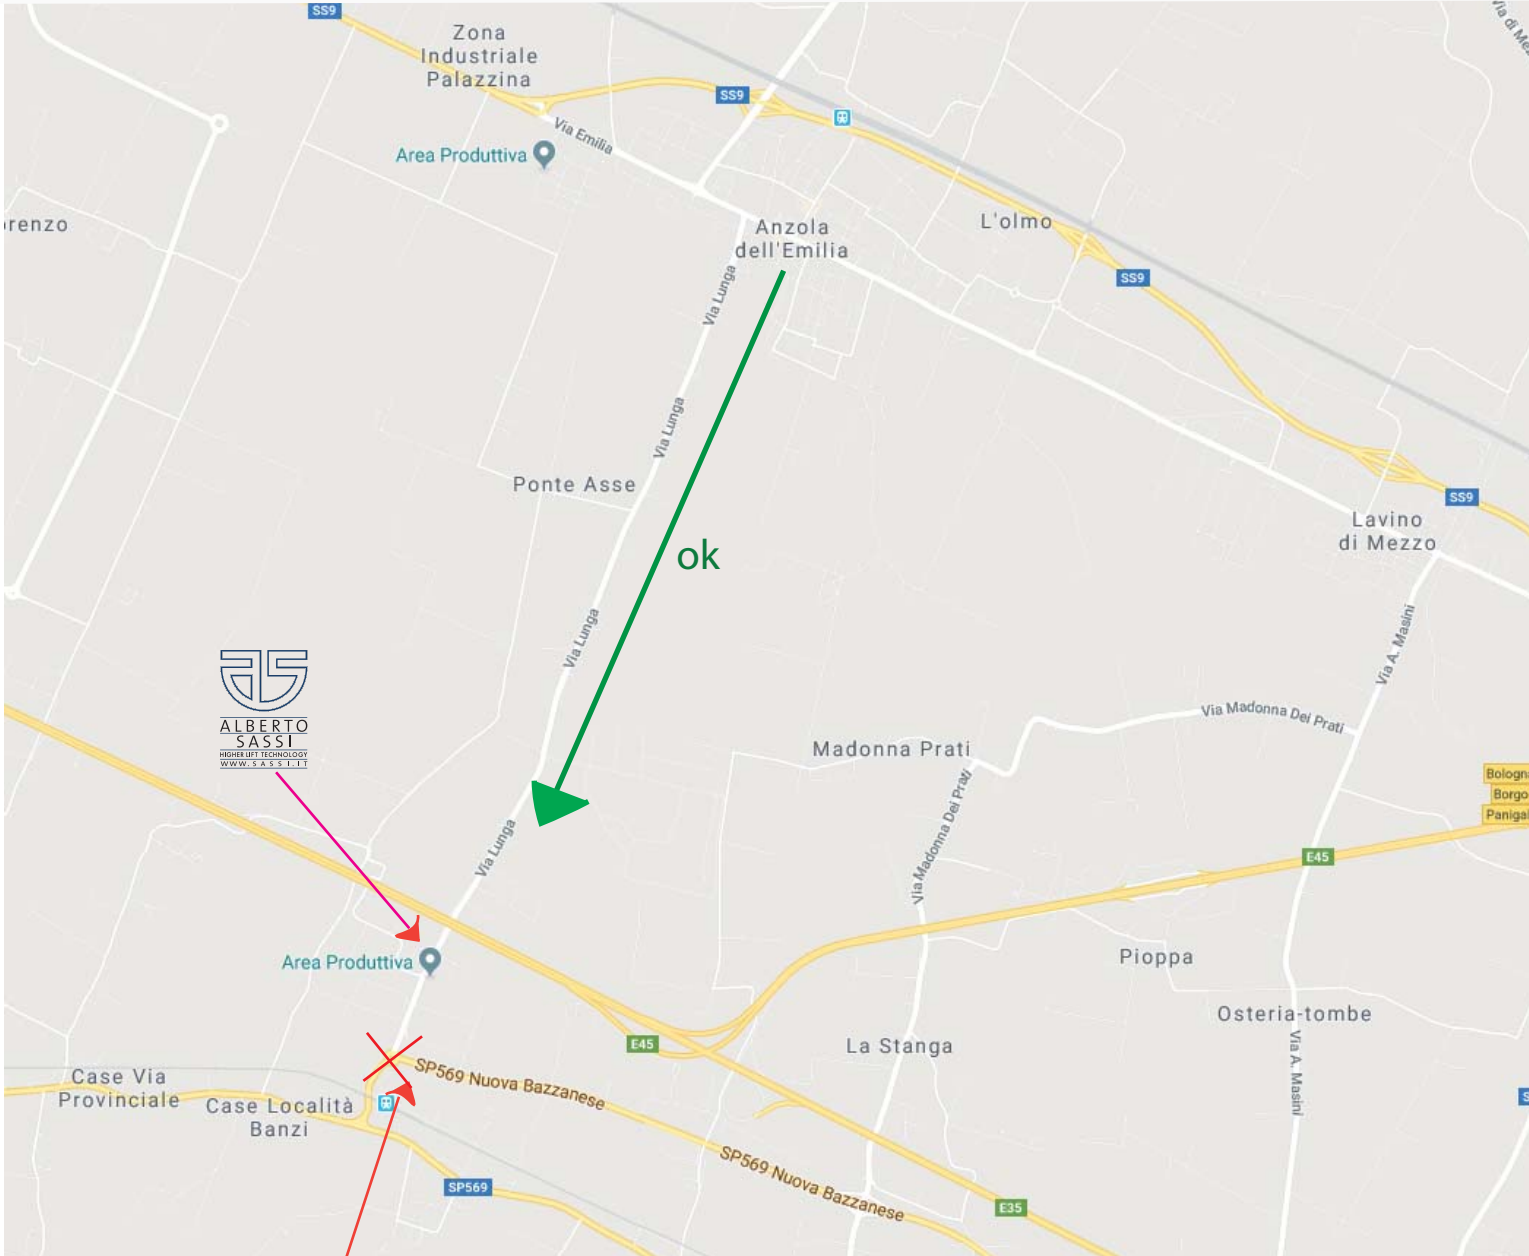 SS9
Zona
Industriale
Palazzina
SS9
Via Emilia
Area Produttiva
Anzola
dell'Emilia
L'olmo
SS9
Via Lunga
Via Lunga
Ponte Asse
SS9
Lavino
di Mezzo
ok
Via Lunga
Via A. Masini
ALBERTO
SASSI
HIGHER LIFT TECHNOLOGY
WWW.SASSI.IT
Via Madonna Dei Prati
Madonna Prati
Via Madonna Dei Prati
Bologna
Borgo
Via Lunga
E45
Area Produttiva
Pioppa
Osteria-tombe
E45
La Stanga
Via A. Masini
SP569 Nuova Bazzanese
Case Via
Provinciale
Case Località
Banzi
SP569 Nuova Bazzanese
SP569
E35